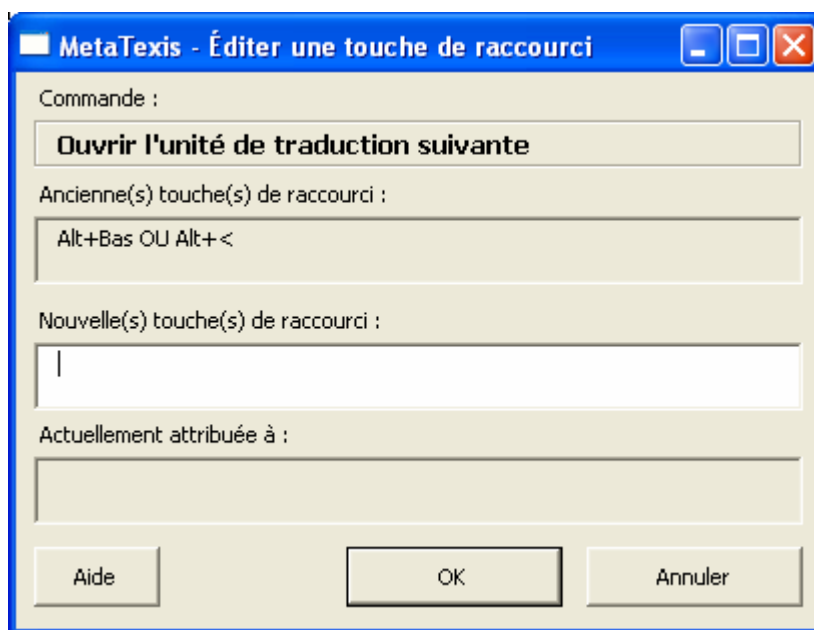 MetaTexis - Éditer une touche de raccourci
Commande :
Ouvrir l'unité de traduction suivante
Ancienne(s) touche(s) de raccourci :
Alt+Bas OU Alt+<
Nouvelle(s) touche(s) de raccourci :
Actuellement attribuée à :
Aide OK Annuler